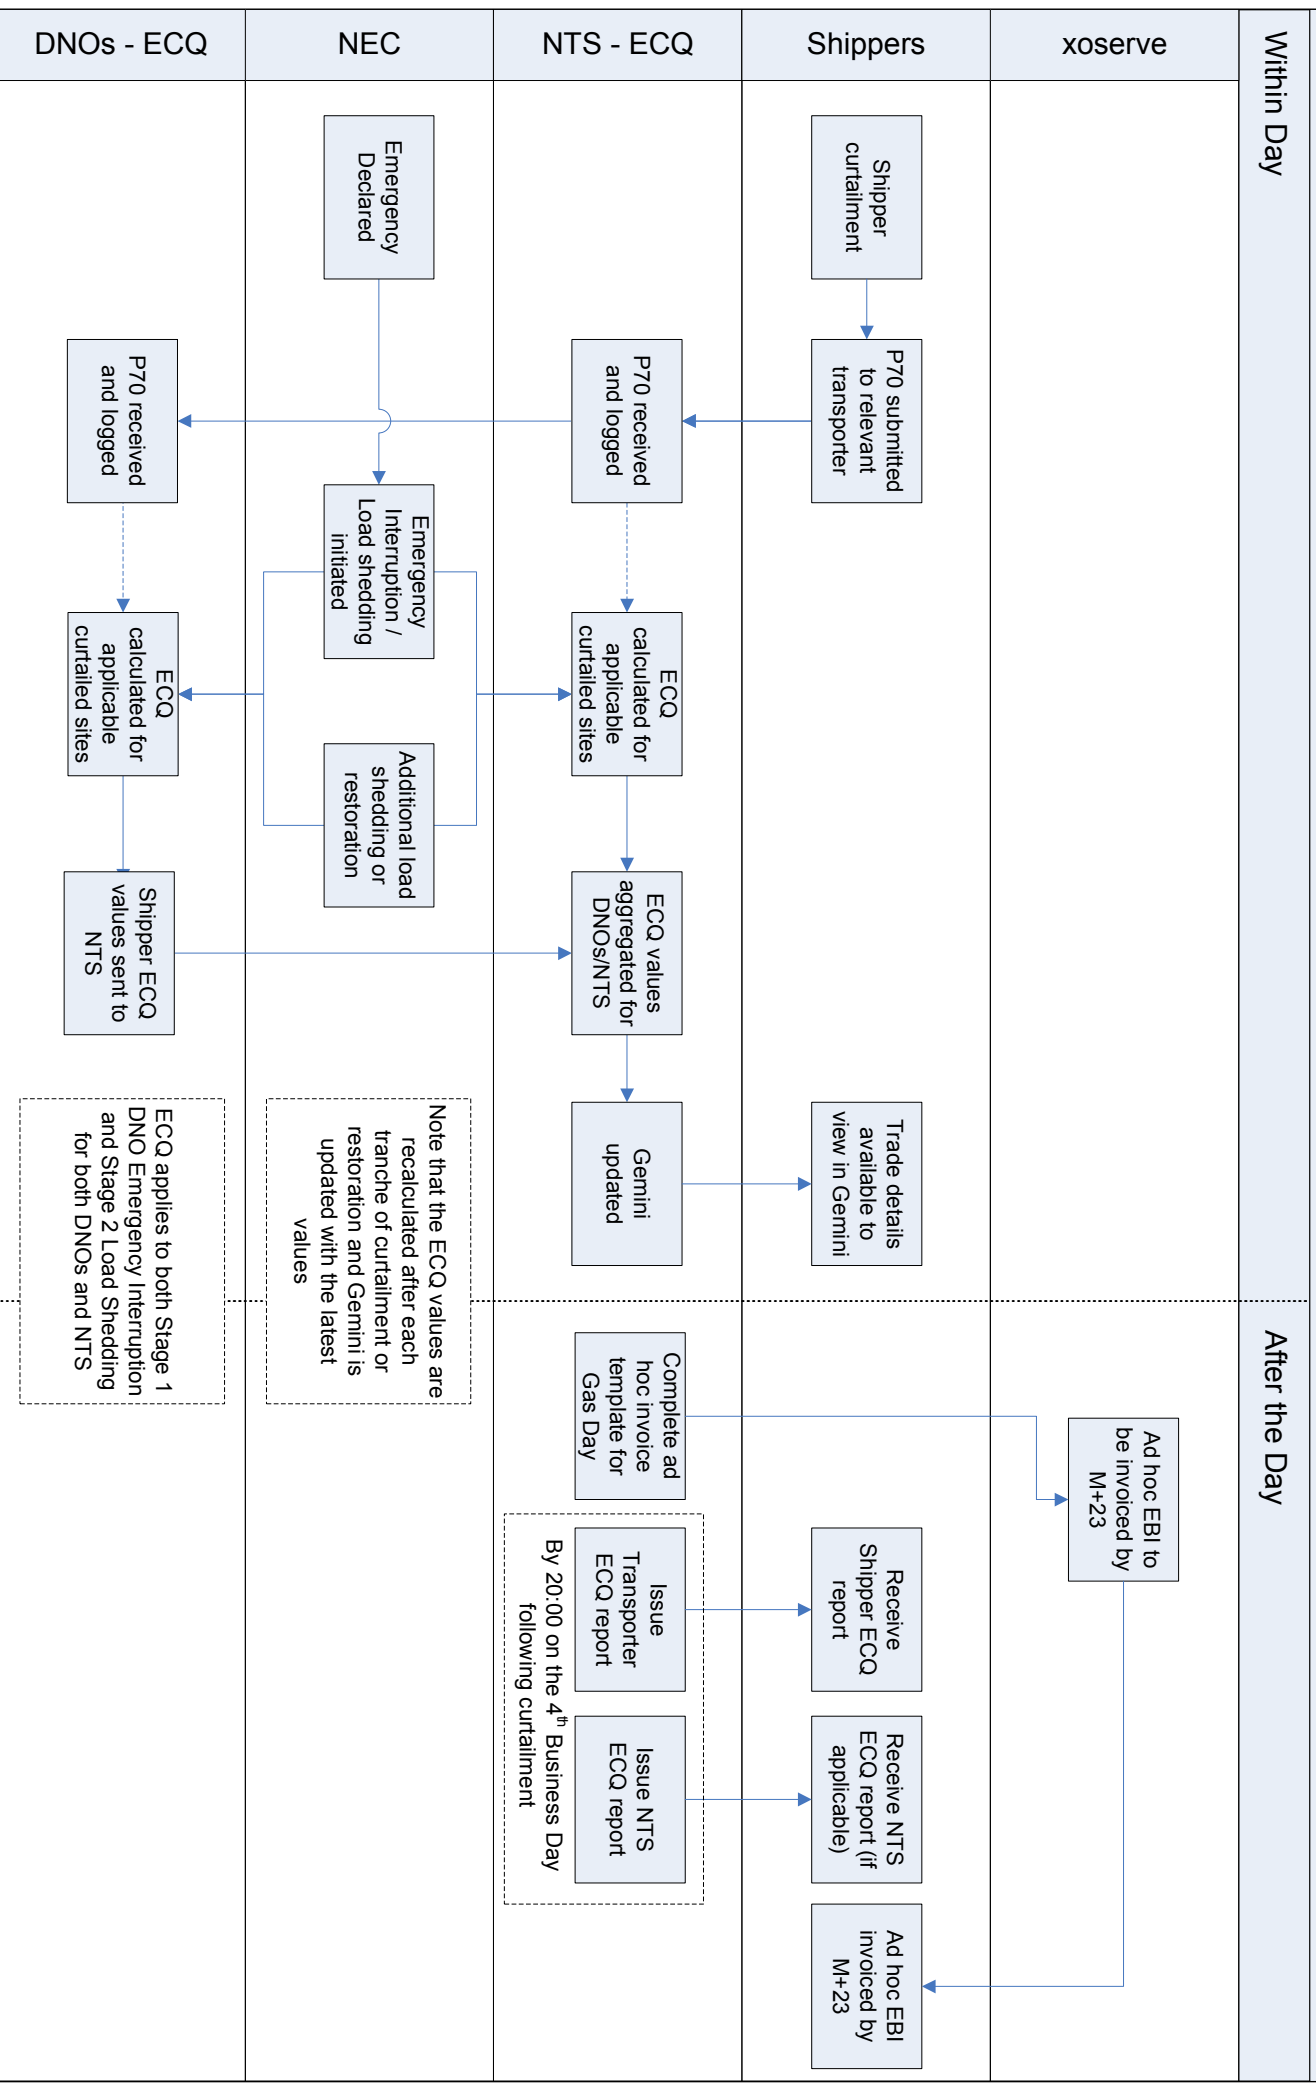 Within Day
After the Day
xoserve
Ad hoc EBI to
be invoiced by
M+23
Shippers
Shipper
curtailment
P70 submitted
to relevant
transporter
Trade details
available to
view in Gemini
Receive
Shipper ECQ
report
Receive NTS
ECQ report (if
applicable)
Ad hoc EBI
invoiced by
M+23
NTS - ECQ
P70 received
and logged
ECQ
calculated for
applicable
curtailed sites
ECQ values
aggregated for
DNOs/NTS
Gemini
updated
Complete ad
hoc invoice
template for
Gas Day
Issue
Transporter
ECQ report
Issue NTS
ECQ report
By 20:00 on the 4th Business Day
following curtailment
NEC
Emergency
Declared
Emergency
Interruption /
Load shedding
initiated
Additional load
shedding or
restoration
Note that the ECQ values are
recalculated after each
tranche of curtailment or
restoration and Gemini is
updated with the latest
values
DNOs - ECQ
P70 received
and logged
ECQ
calculated for
applicable
curtailed sites
Shipper ECQ
values sent to
NTS
ECQ applies to both Stage 1
DNO Emergency Interruption
and Stage 2 Load Shedding
for both DNOs and NTS